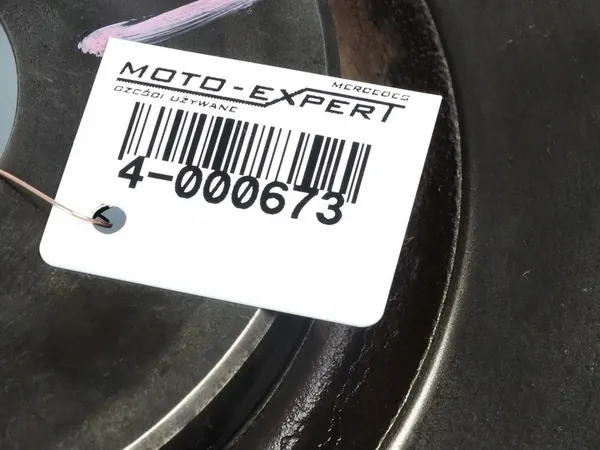 MOTO-EXPERT
MERCEDES
CZĘŚCI UŻYWANE
4-000673